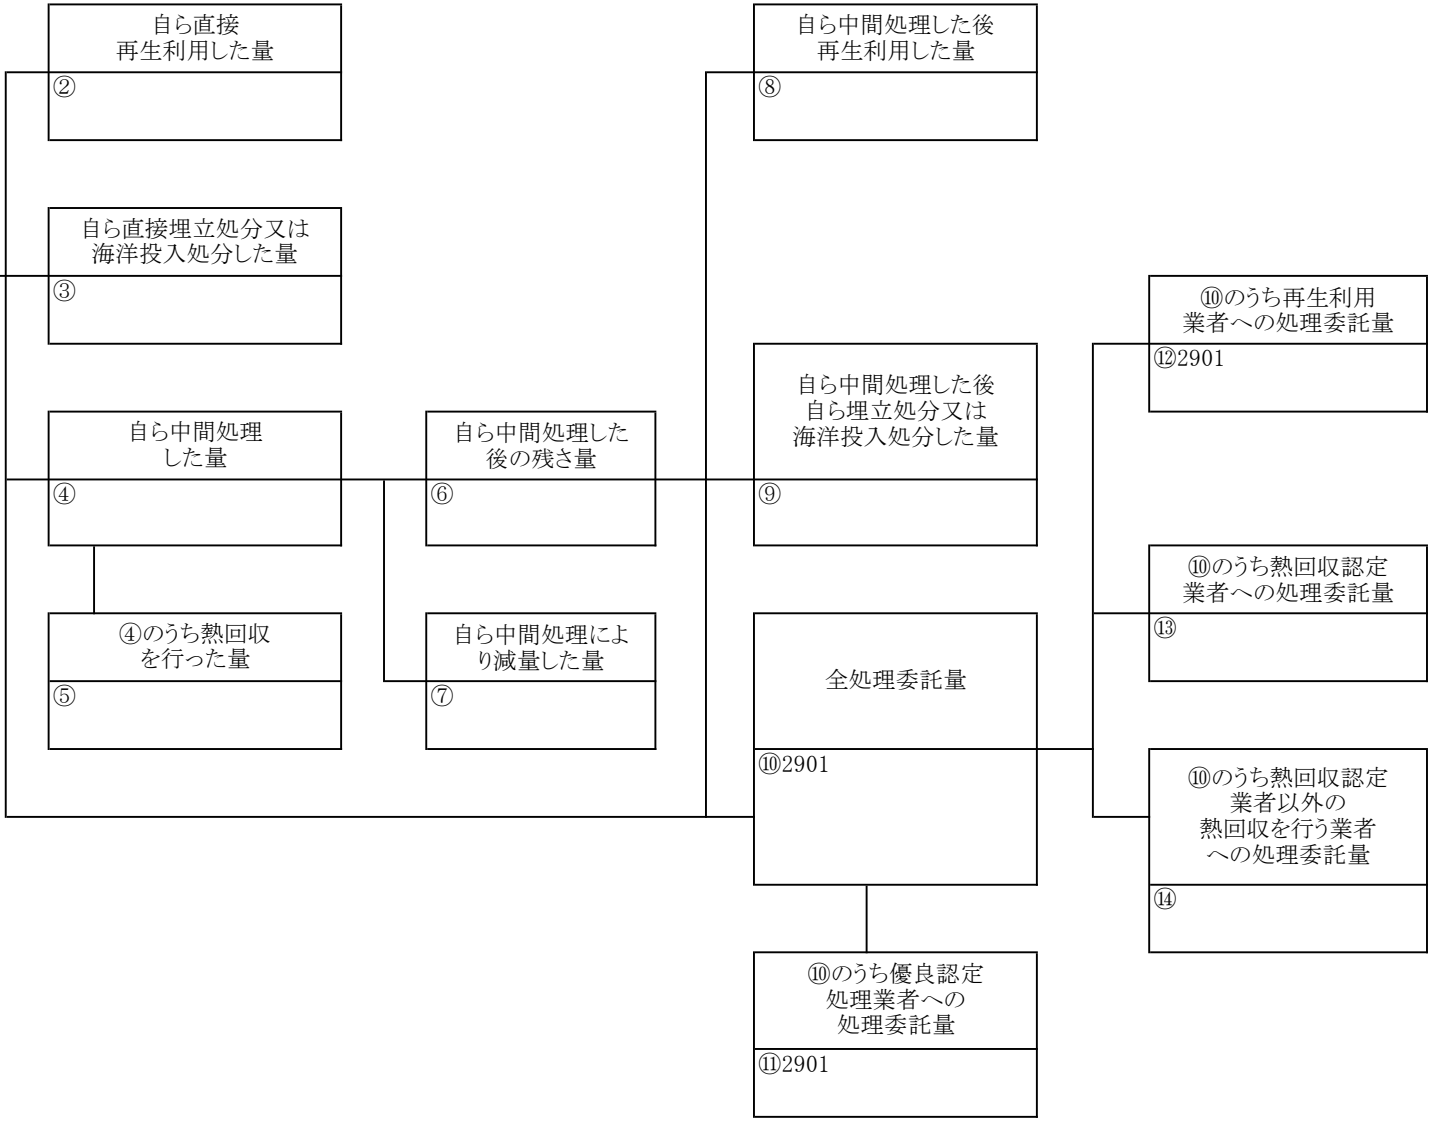 自ら直接
再生利用した量
②
自ら中間処理した後
再生利用した量
⑧
自ら直接埋立処分又は
海洋投入処分した量
③
⑩のうち再生利用
業者への処理委託量
⑫2901
自ら中間処理した後
自ら埋立処分又は
海洋投入処分した量
⑨
自ら中間処理
した量
④
自ら中間処理した
後の残さ量
⑥
⑩のうち熱回収認定
業者への処理委託量
⑬
④のうち熱回収
を行った量
⑤
自ら中間処理によ
り減量した量
⑦
全処理委託量
⑩2901
⑩のうち熱回収認定
業者以外の
熱回収を行う業者
への処理委託量
⑭
⑩のうち優良認定
処理業者への
処理委託量
⑪2901